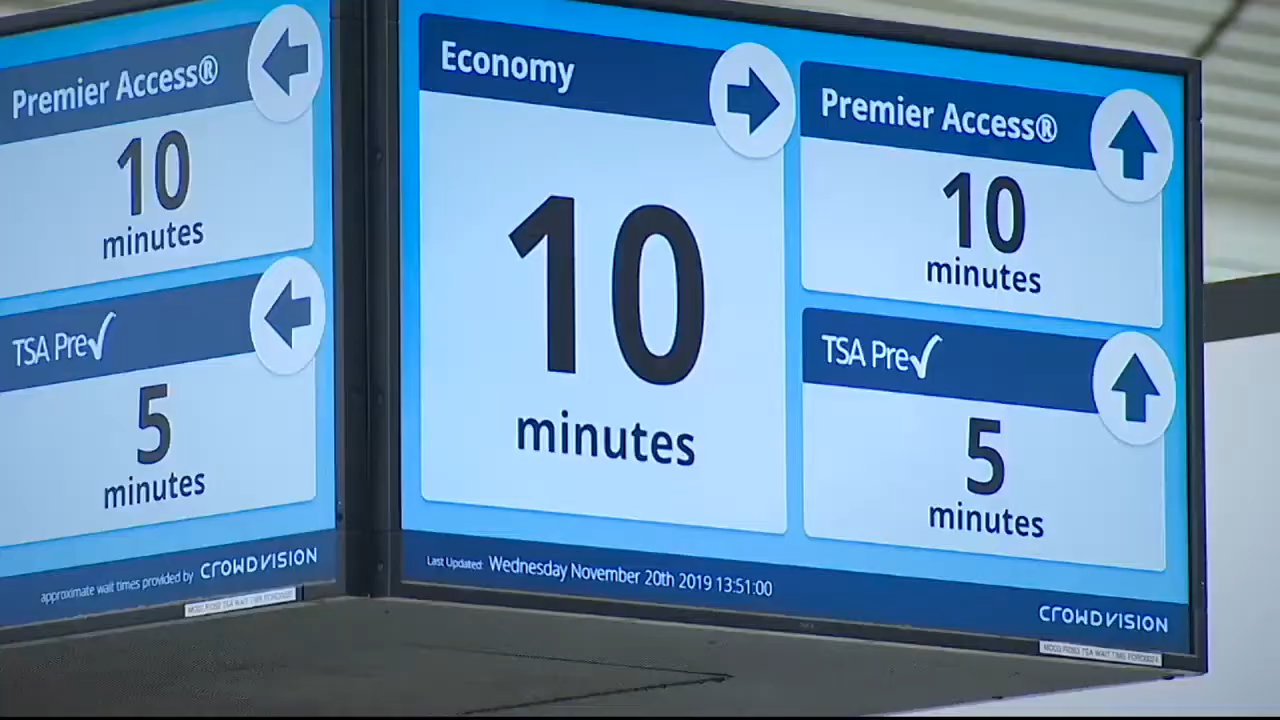 Premier Access®
10
minutes
TSA Pre✓
5
minutes
approximate wait times provided by CROWDVISION
Economy
10
minutes
Premier Access®
10
minutes
TSA Pre✓
5
minutes
Last Updated: Wednesday November 20th 2019 13:51:00
CROWDVISION